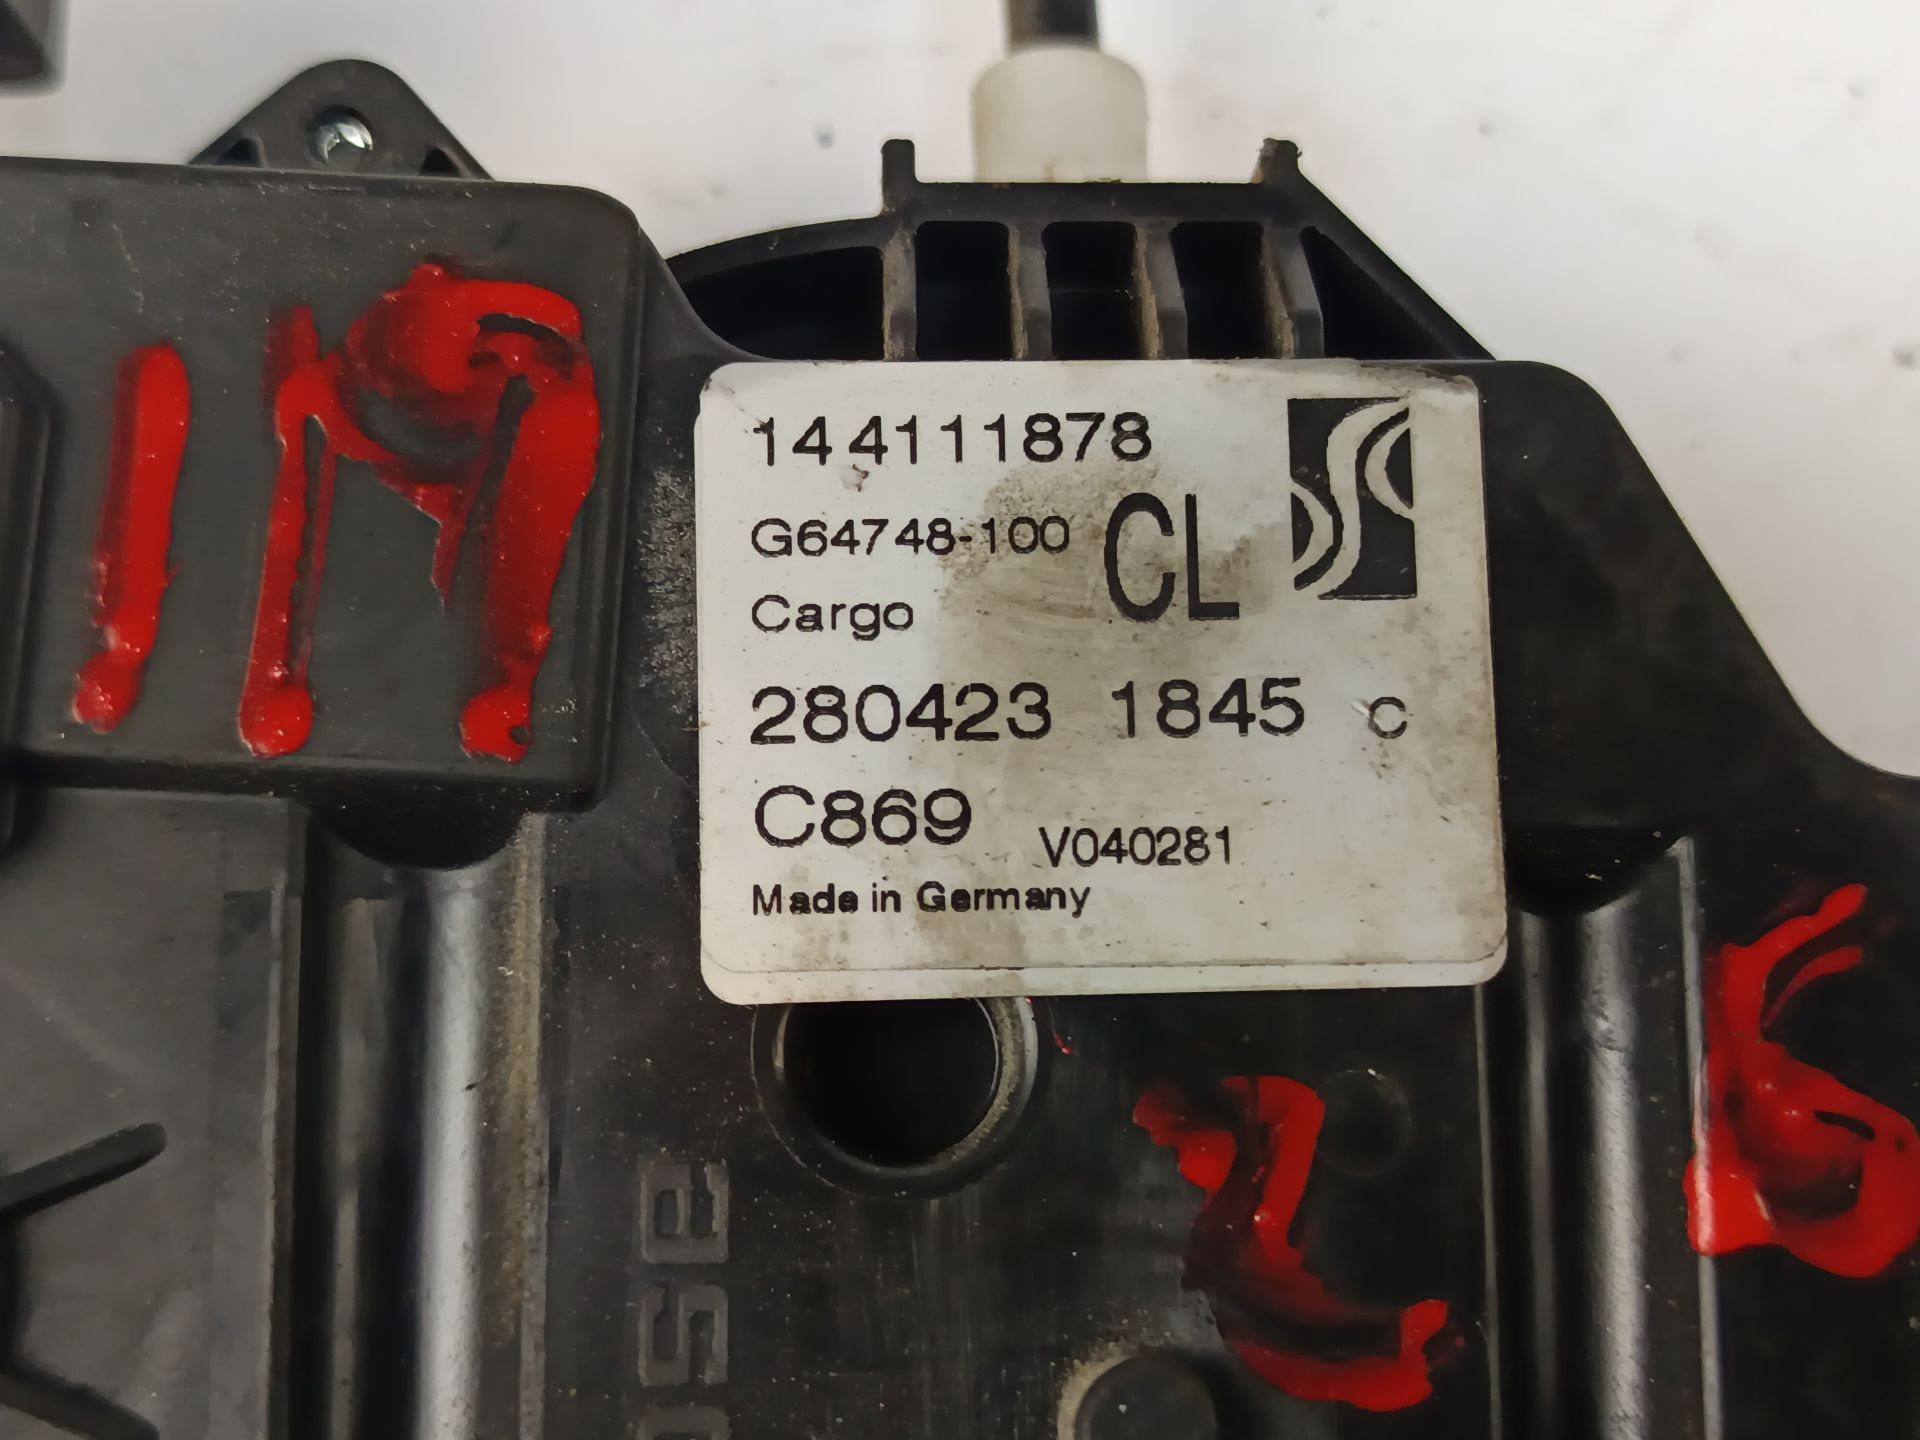 144111878
G64748-100 CL
Cargo
280423 1845 C
C869 V040281
Made in Germany